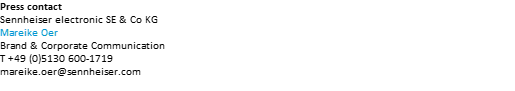 Press contact
Sennheiser electronic SE & Co KG
Mareike Oer
Brand & Corporate Communication
T +49 (0)5130 600-1719
mareike.oer@sennheiser.com